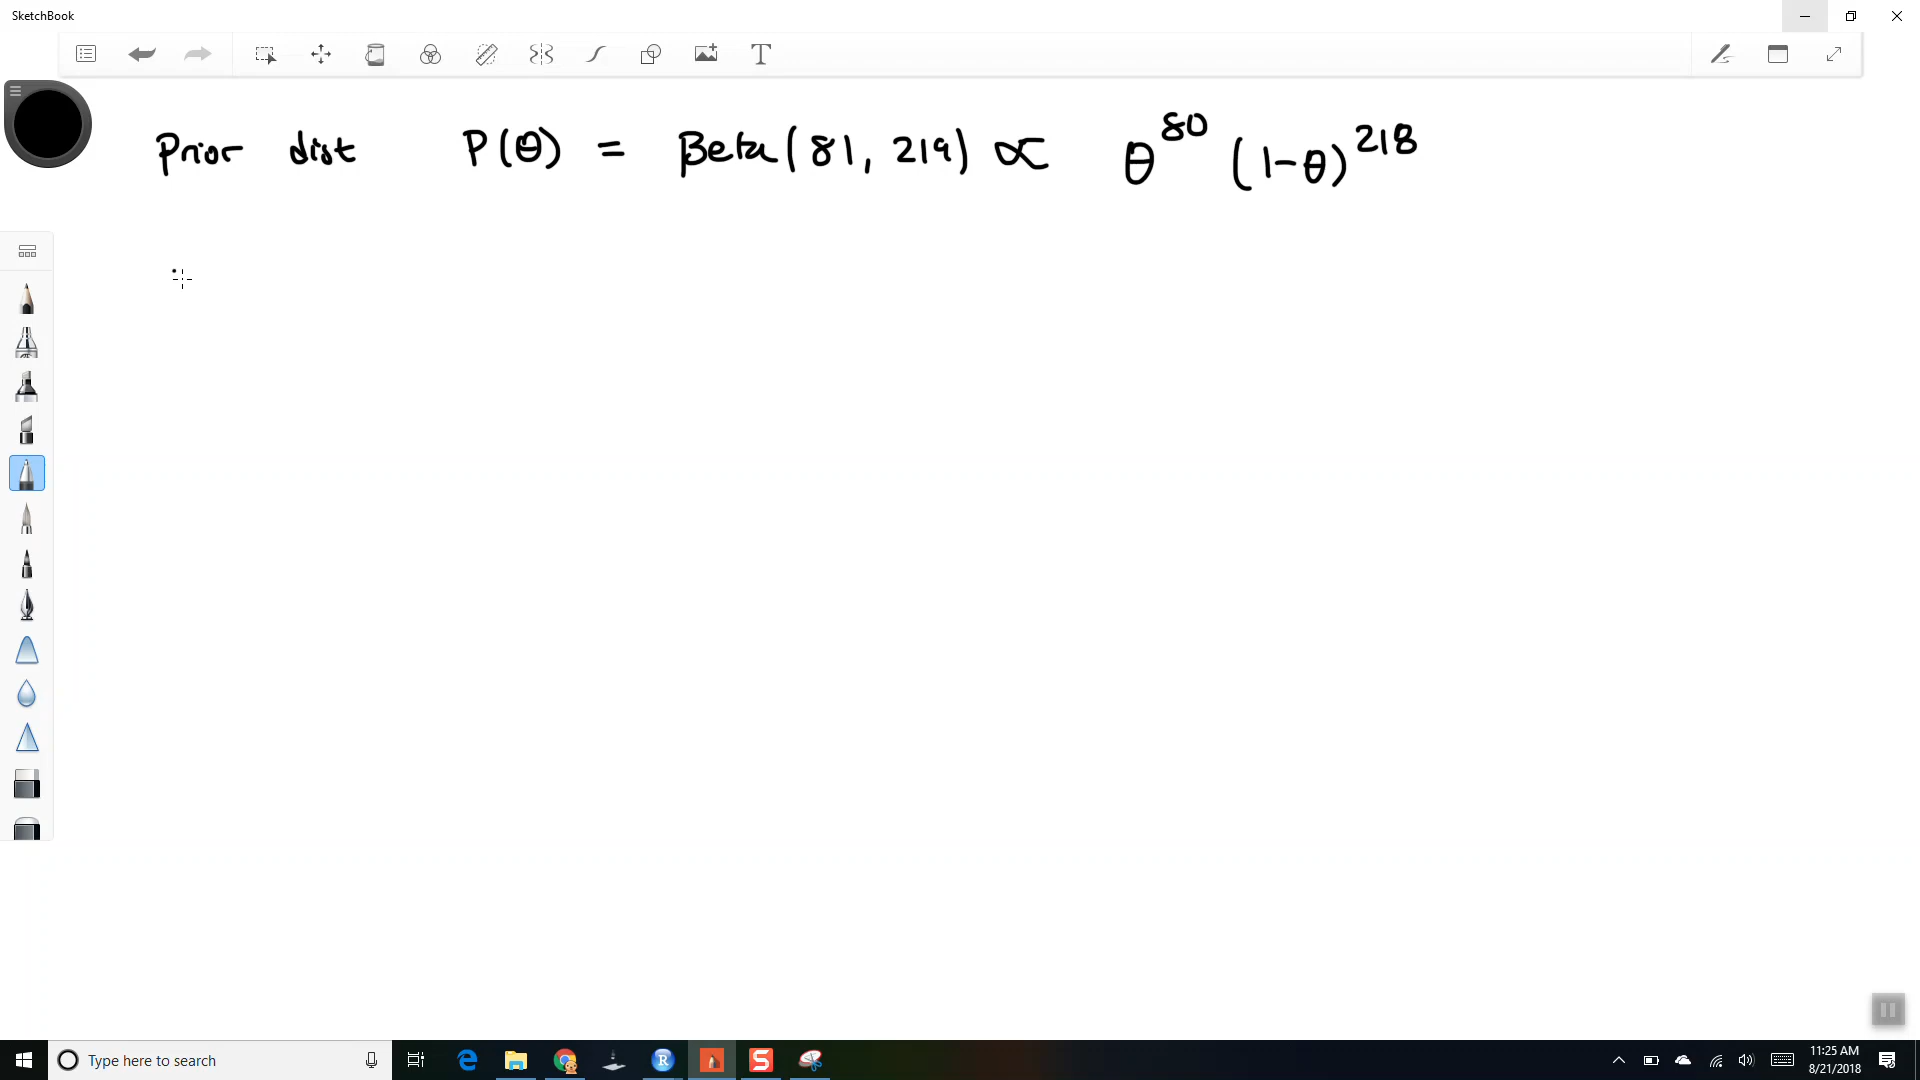 SketchBook
T
Prior dist P(θ) = Beta(81, 219) ∝ θ^80 (1-θ)^218
Type here to search
11:25 AM
8/21/2018